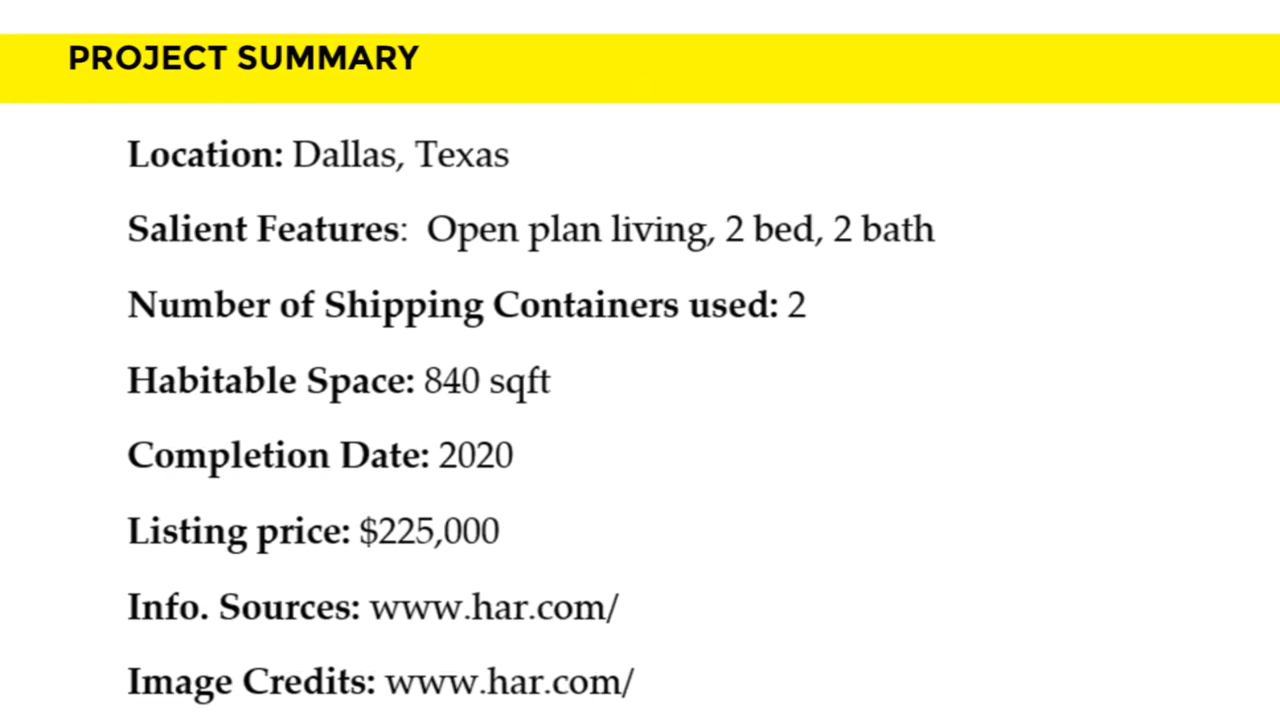 PROJECT SUMMARY
Location: Dallas, Texas
Salient Features:  Open plan living, 2 bed, 2 bath
Number of Shipping Containers used: 2
Habitable Space: 840 sqft
Completion Date: 2020
Listing price: $225,000
Info. Sources: www.har.com/
Image Credits: www.har.com/